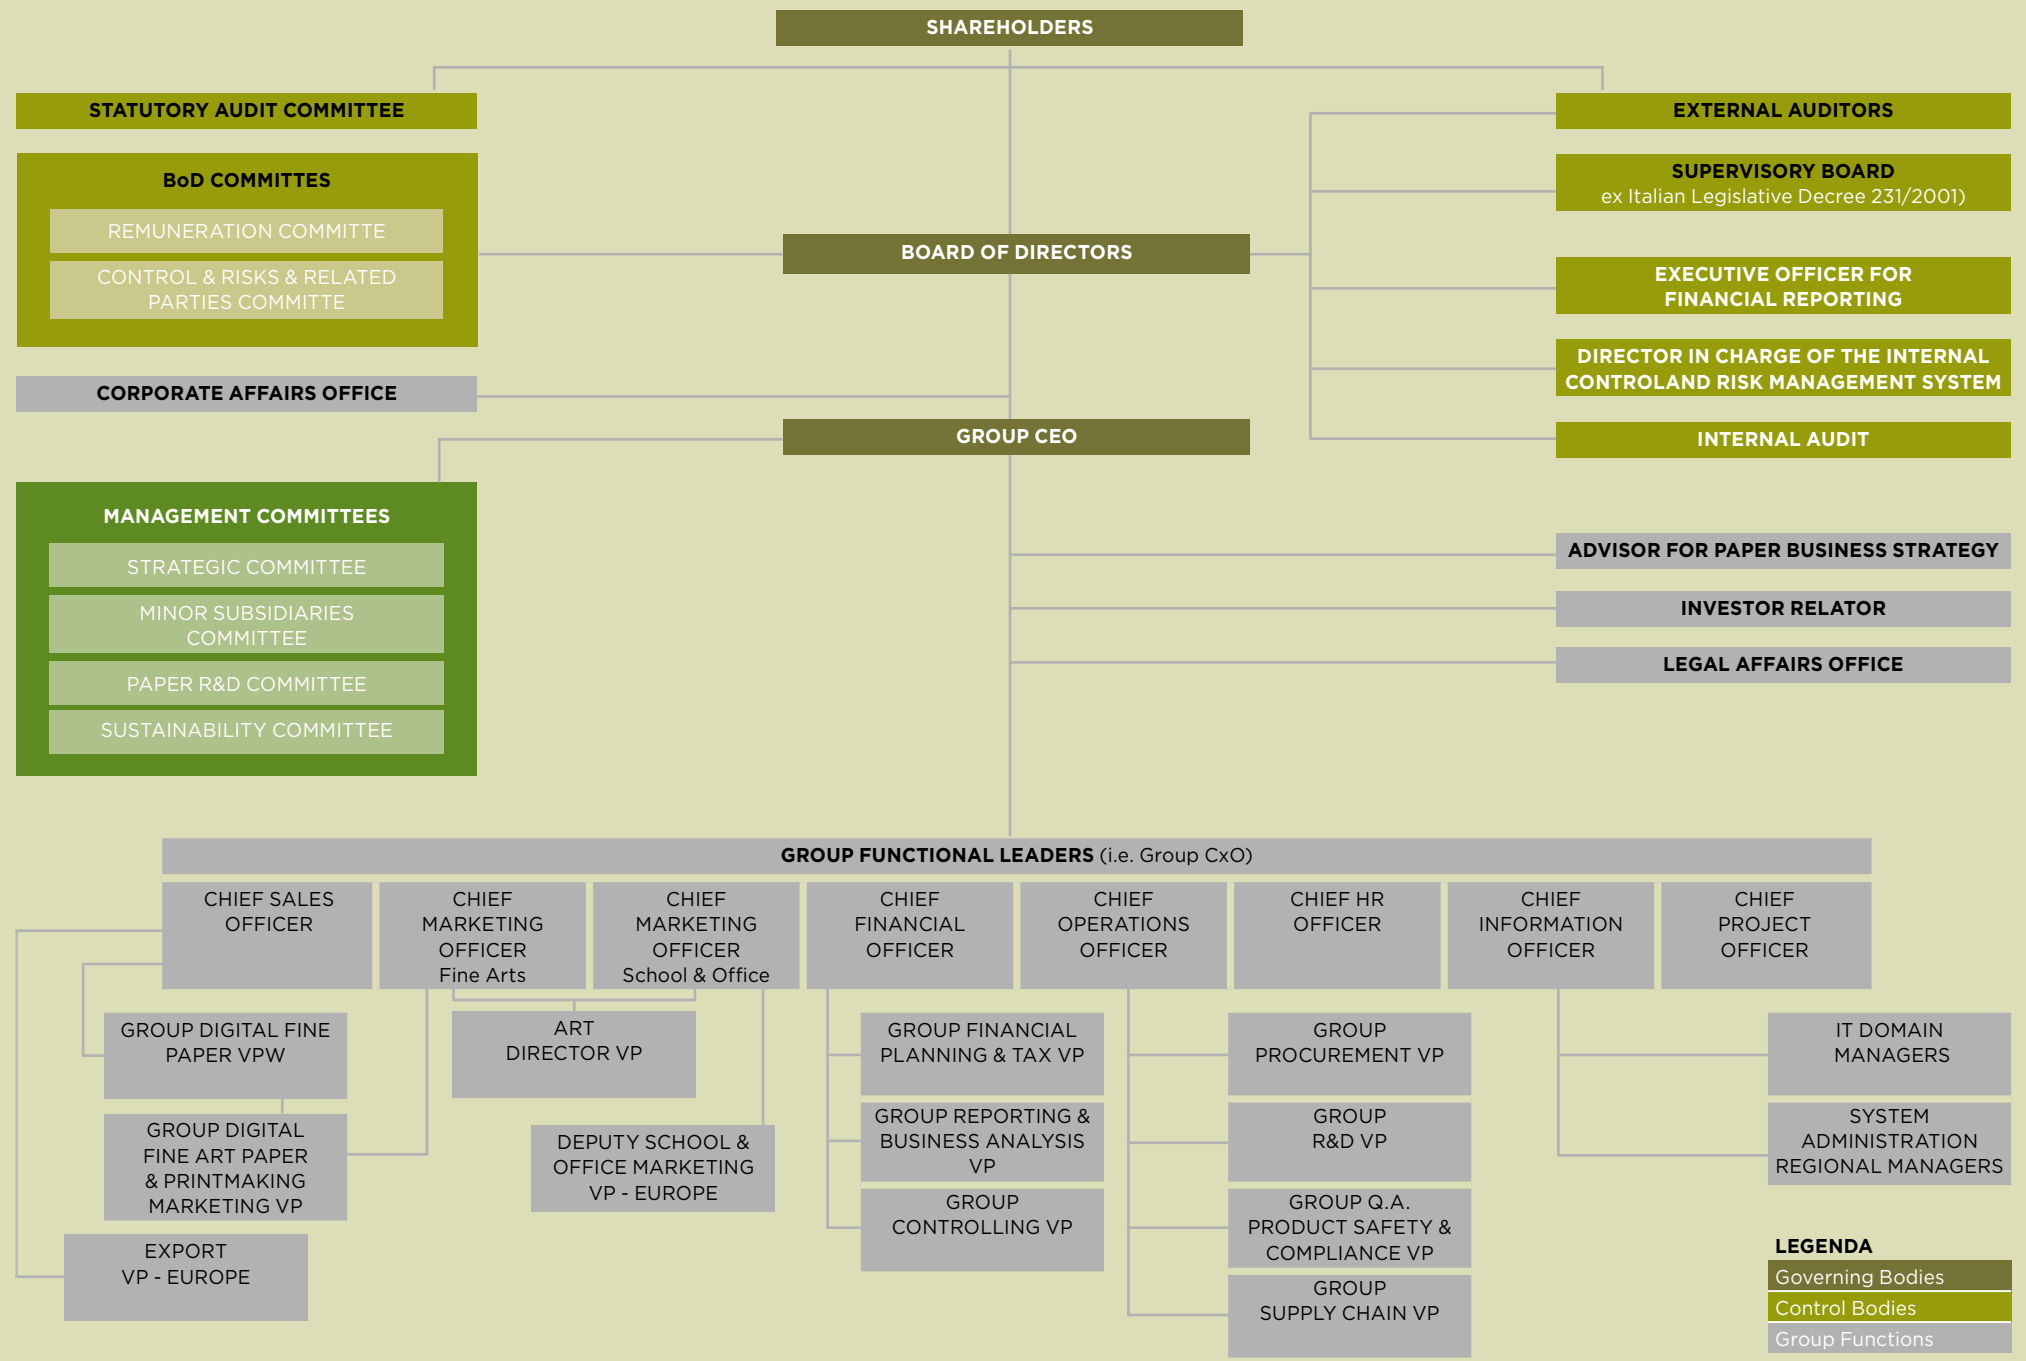 SHAREHOLDERS
STATUTORY AUDIT COMMITTEE
EXTERNAL AUDITORS
BoD COMMITTES
REMUNERATION COMMITTE
CONTROL & RISKS & RELATED
PARTIES COMMITTE
SUPERVISORY BOARD
ex Italian Legislative Decree 231/2001)
BOARD OF DIRECTORS
EXECUTIVE OFFICER FOR
FINANCIAL REPORTING
DIRECTOR IN CHARGE OF THE INTERNAL
CONTROLAND RISK MANAGEMENT SYSTEM
CORPORATE AFFAIRS OFFICE
GROUP CEO
INTERNAL AUDIT
MANAGEMENT COMMITTEES
STRATEGIC COMMITTEE
MINOR SUBSIDIARIES
COMMITTEE
PAPER R&D COMMITTEE
SUSTAINABILITY COMMITTEE
ADVISOR FOR PAPER BUSINESS STRATEGY
INVESTOR RELATOR
LEGAL AFFAIRS OFFICE
GROUP FUNCTIONAL LEADERS (i.e. Group CxO)
CHIEF SALES
OFFICER
CHIEF
MARKETING
OFFICER
Fine Arts
CHIEF
MARKETING
OFFICER
School & Office
CHIEF
FINANCIAL
OFFICER
CHIEF
OPERATIONS
OFFICER
CHIEF HR
OFFICER
CHIEF
INFORMATION
OFFICER
CHIEF
PROJECT
OFFICER
GROUP DIGITAL FINE
PAPER VPW
GROUP DIGITAL
FINE ART PAPER
& PRINTMAKING
MARKETING VP
EXPORT
VP - EUROPE
ART
DIRECTOR VP
DEPUTY SCHOOL &
OFFICE MARKETING
VP - EUROPE
GROUP FINANCIAL
PLANNING & TAX VP
GROUP REPORTING &
BUSINESS ANALYSIS
VP
GROUP
CONTROLLING VP
GROUP
PROCUREMENT VP
GROUP
R&D VP
GROUP Q.A.
PRODUCT SAFETY &
COMPLIANCE VP
GROUP
SUPPLY CHAIN VP
IT DOMAIN
MANAGERS
SYSTEM
ADMINISTRATION
REGIONAL MANAGERS
LEGENDA
Governing Bodies
Control Bodies
Group Functions